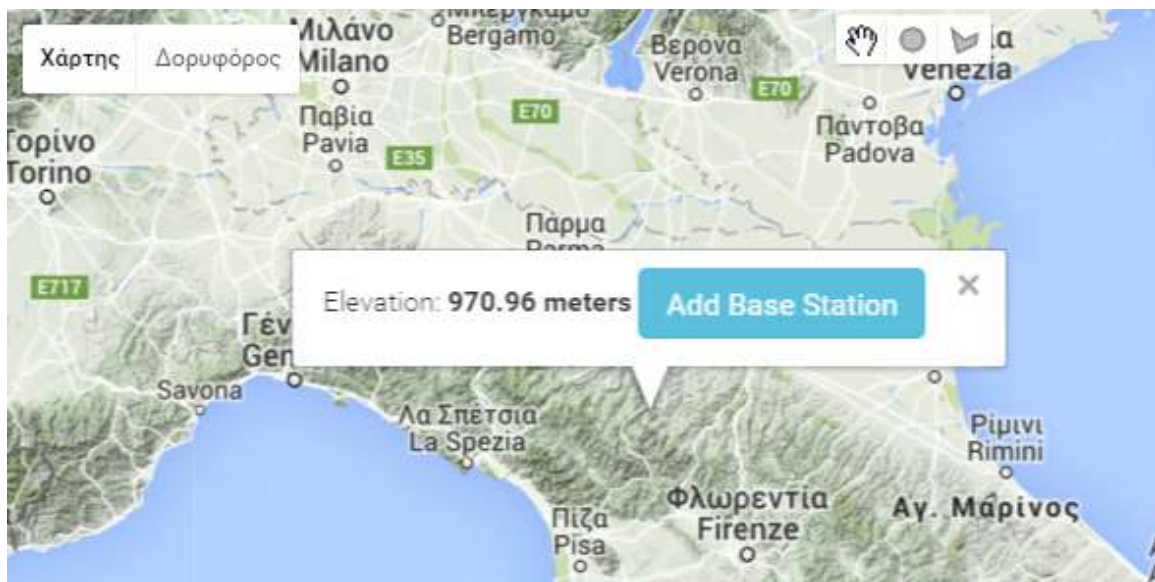 Μιλάνο
Milano
Bergamo
Βερόνα
Verona
Venezia
Χάρτης
Δορυφόρος
E70
E70
Παβία
Pavia
Πάντοβα
Padova
Τορίνο
Torino
E35
Πάρμα
Parma
E717
Elevation: 970.96 meters
Add Base Station
×
Savona
Λα Σπέτσια
La Spezia
Ρίμινι
Rimini
Φλωρεντία
Firenze
Αγ. Μαρίνος
Πίζα
Pisa